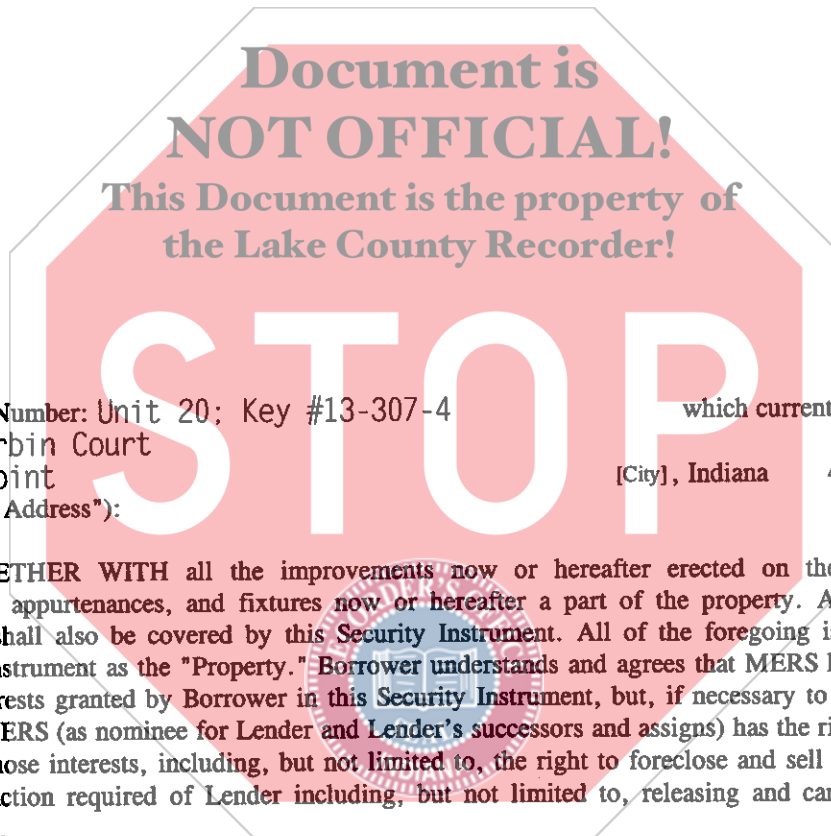 Document is
NOT OFFICIAL!
This Document is the property of
the Lake County Recorder!
STOP
Number: Unit 20; Key #13-307-4 which current
rbin Court
oint [City], Indiana 4
Address"):
ETHER WITH all the improvements now or hereafter erected on the
appurtenances, and fixtures now or hereafter a part of the property. A
hall also be covered by this Security Instrument. All of the foregoing i
nstrument as the "Property." Borrower understands and agrees that MERS
rests granted by Borrower in this Security Instrument, but, if necessary to
ERS (as nominee for Lender and Lender's successors and assigns) has the ri
hose interests, including, but not limited to, the right to foreclose and sell
ction required of Lender including, but not limited to, releasing and can